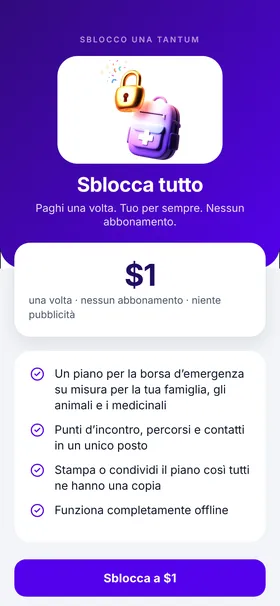 SBLOCCO UNA TANTUM
Sblocca tutto
Paghi una volta. Tuo per sempre. Nessun
abbonamento.
$1
una volta · nessun abbonamento · niente
pubblicità
Un piano per la borsa d’emergenza
su misura per la tua famiglia, gli
animali e i medicinali
Punti d’incontro, percorsi e contatti
in un unico posto
Stampa o condividi il piano così tutti
ne hanno una copia
Funziona completamente offline
Sblocca a $1